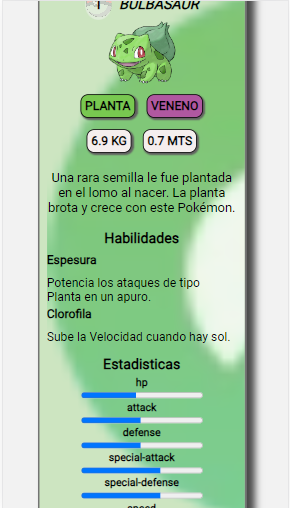 1 BULBASAUR
PLANTA VENENO
6.9 KG 0.7 MTS
Una rara semilla le fue plantada
en el lomo al nacer. La planta
brota y crece con este Pokémon.
Habilidades
Espesura
Potencia los ataques de tipo
Planta en un apuro.
Clorofila
Sube la Velocidad cuando hay sol.
Estadisticas
hp
attack
defense
special-attack
special-defense
speed